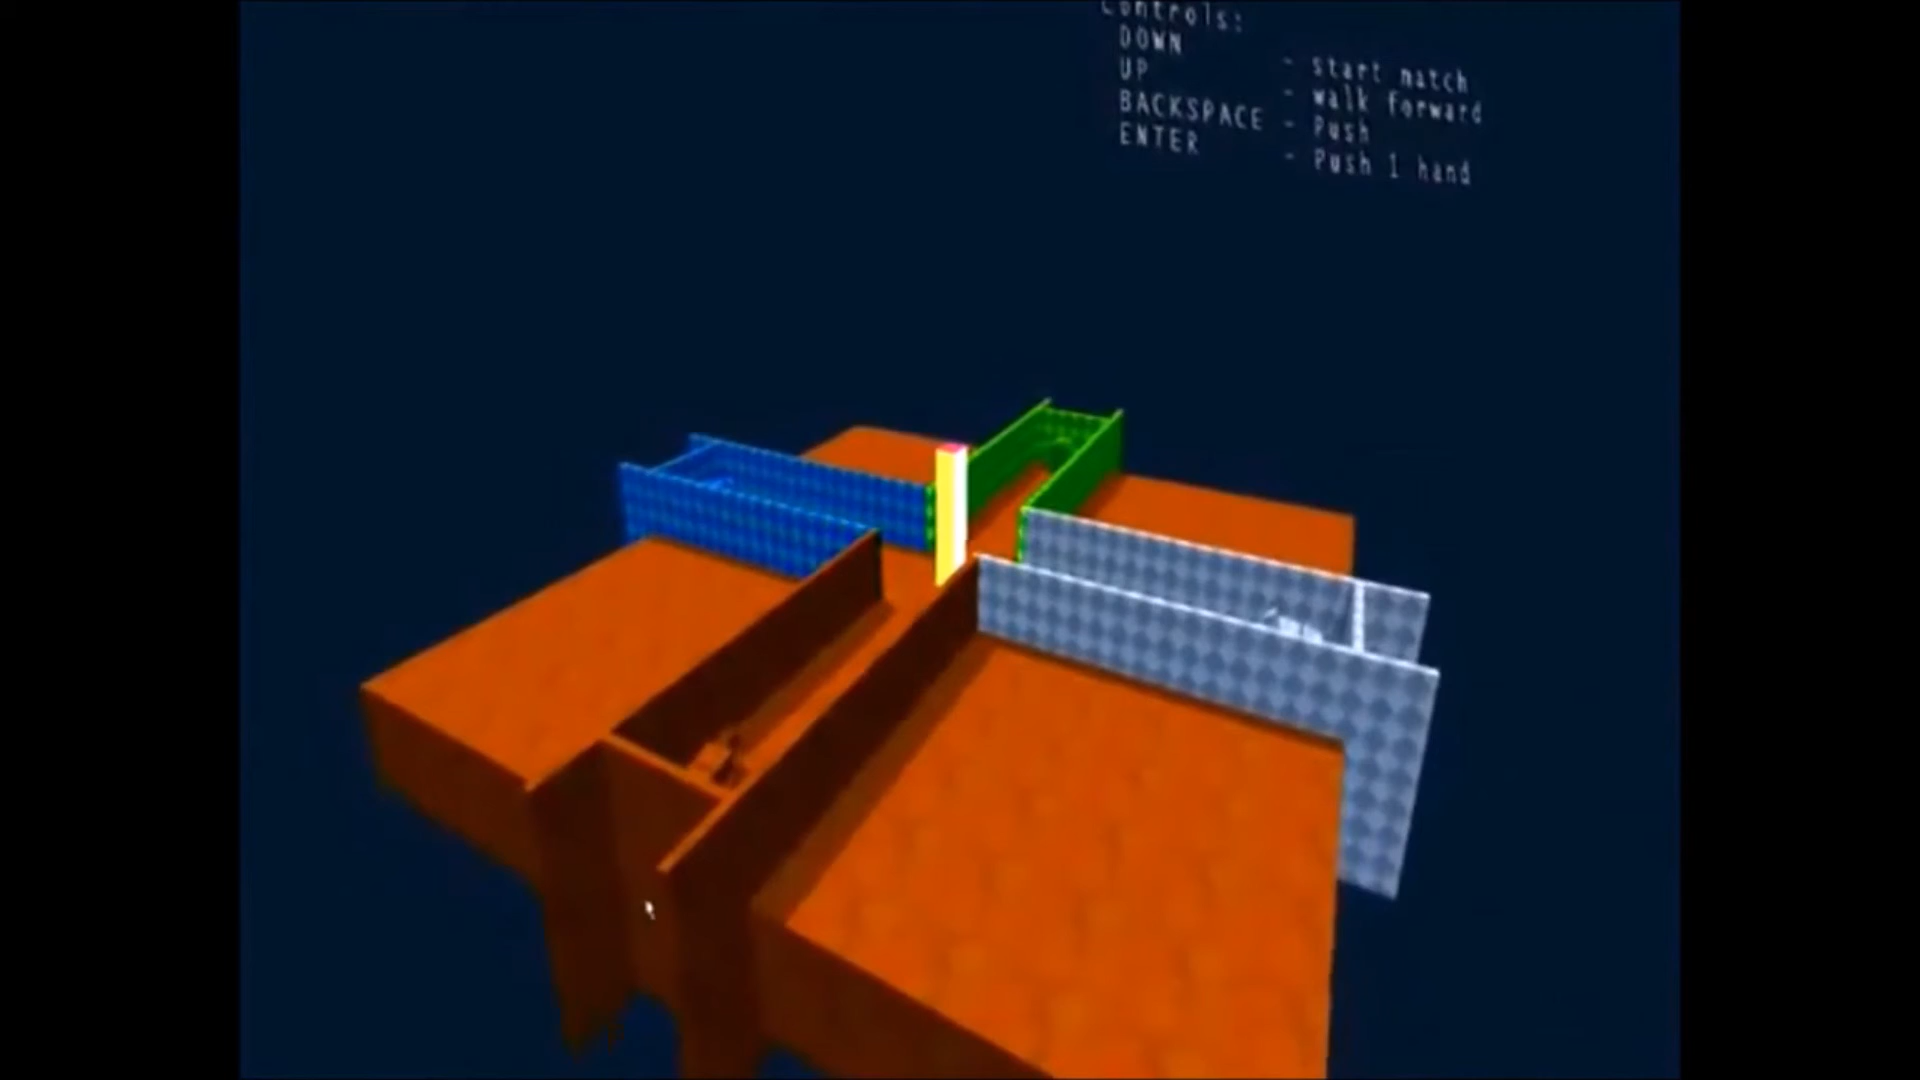 Controls:
DOWN - start match
UP - walk forward
BACKSPACE - Push
ENTER - Push 1 hand